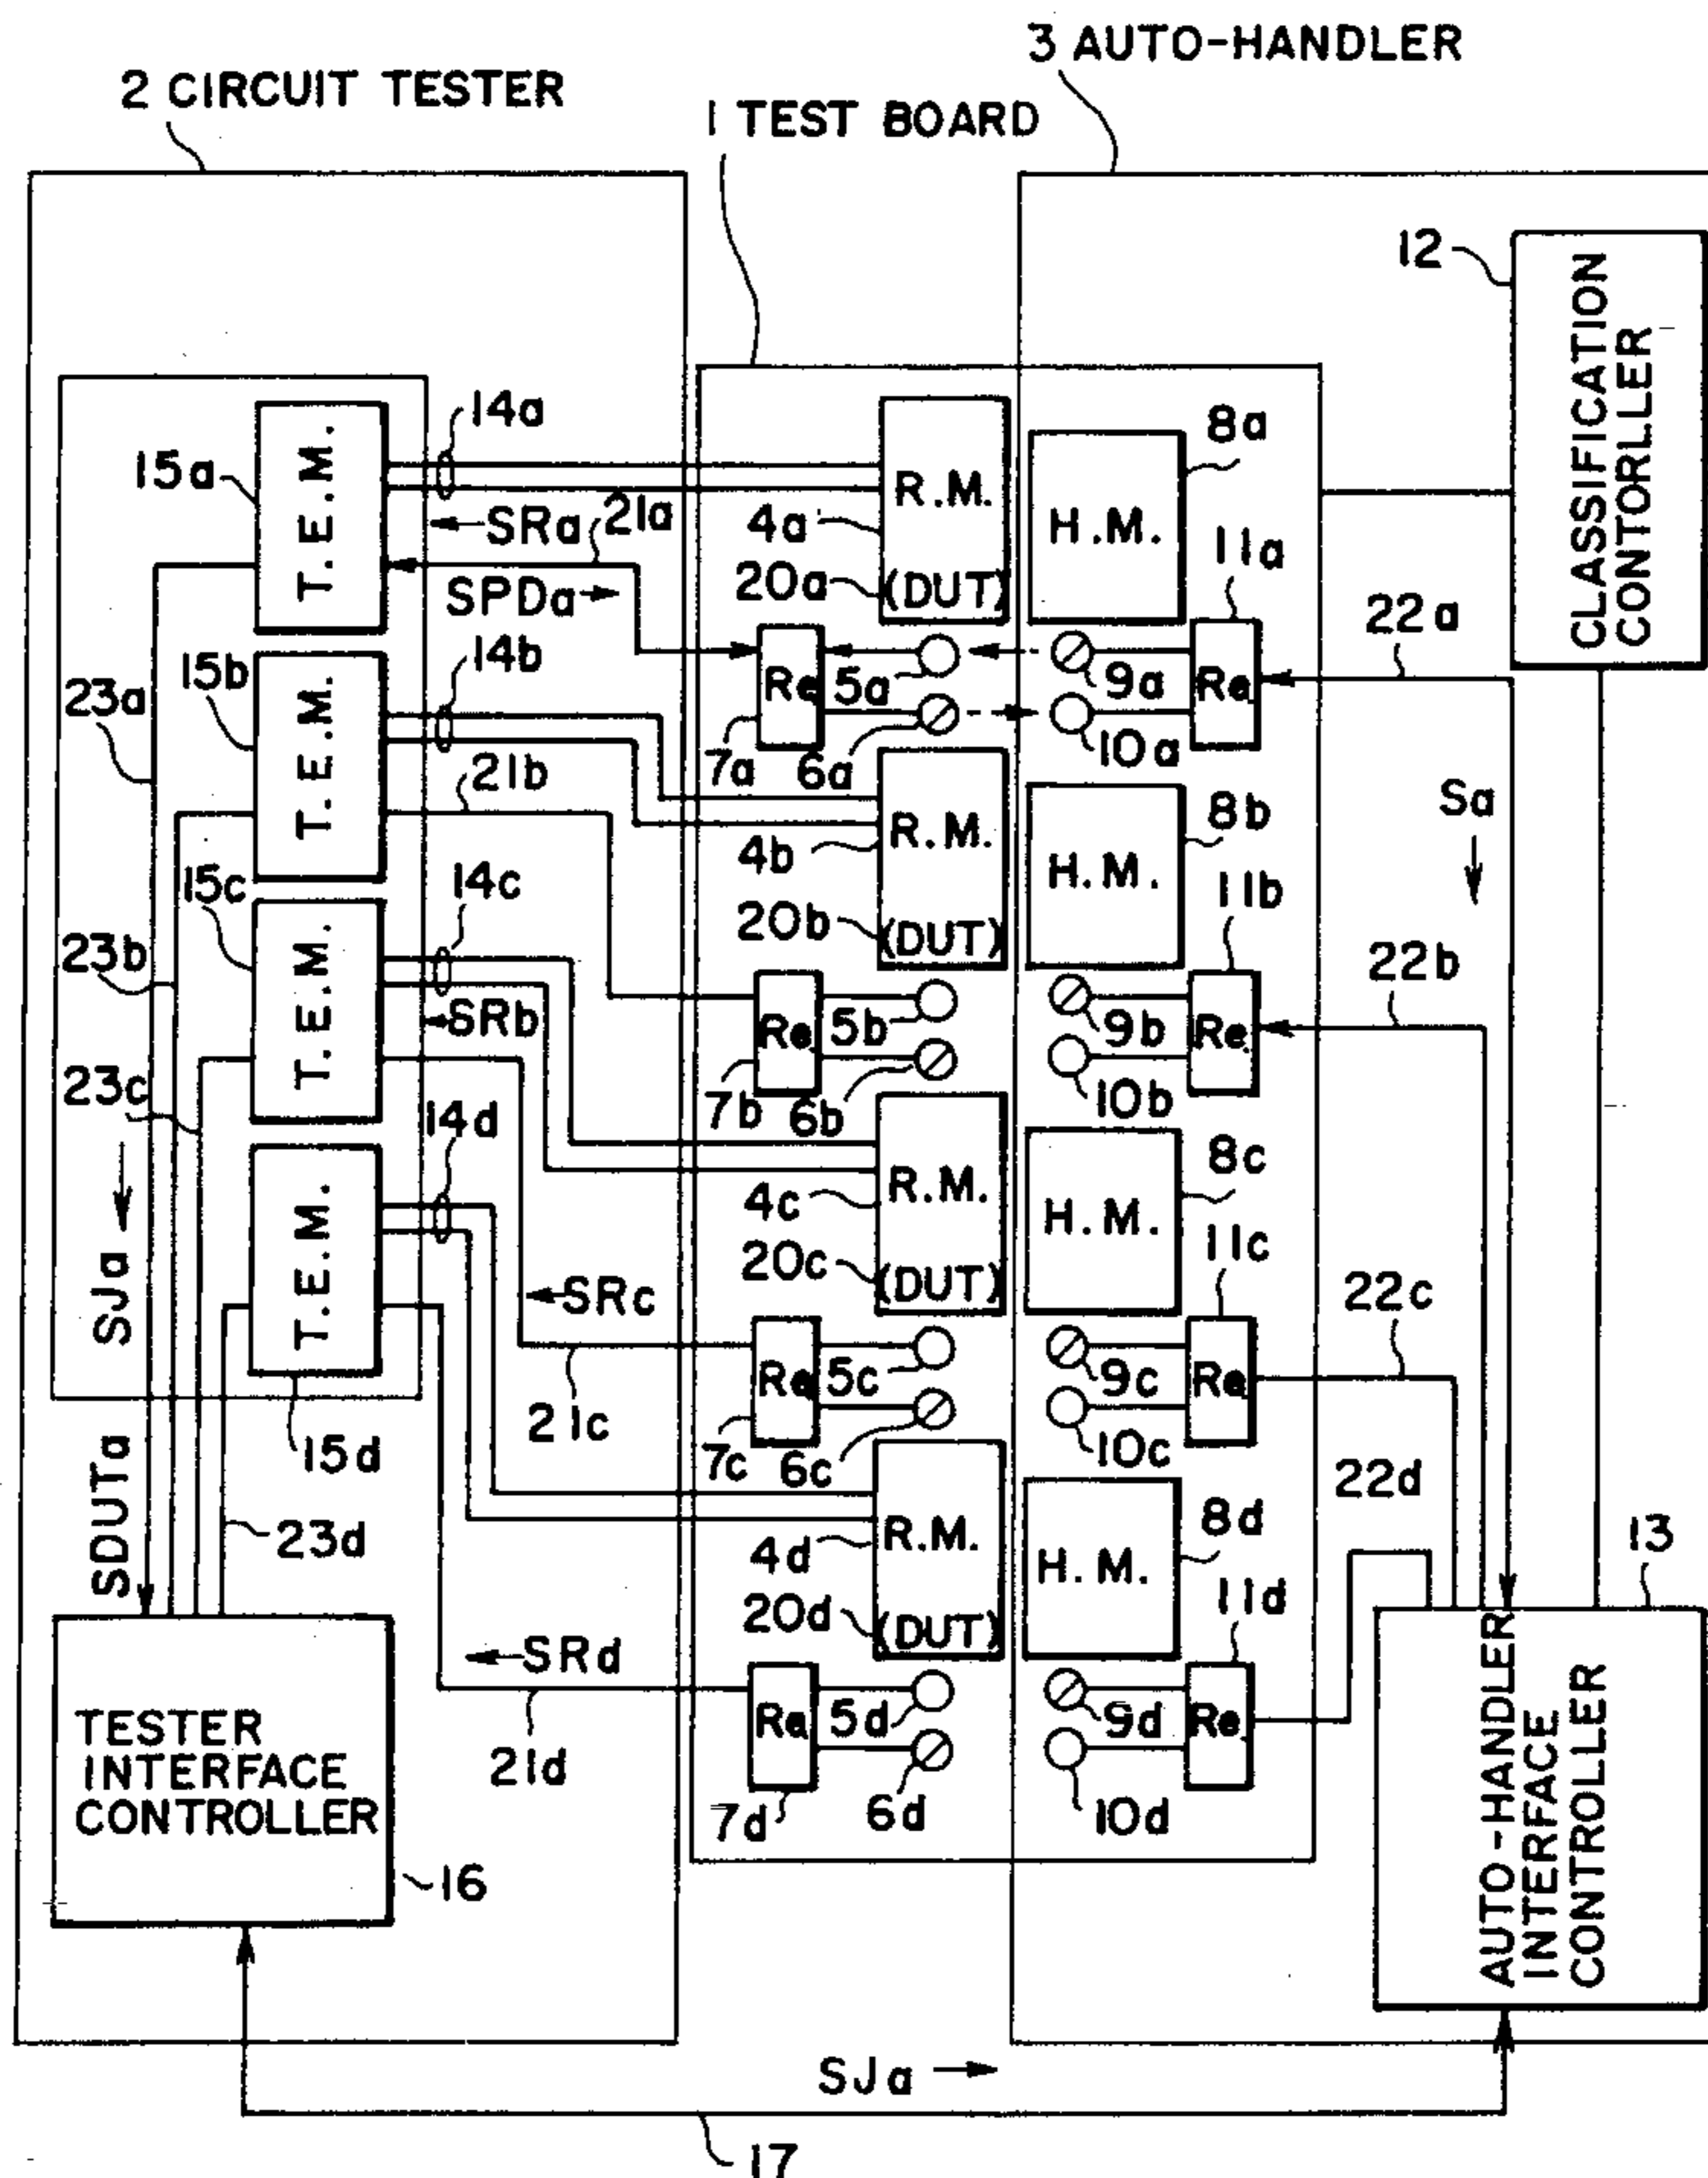 3 AUTO-HANDLER
2 CIRCUIT TESTER
1 TEST BOARD
12
CLASSIFICATION
CONTORLLER
14a
8a
15a
T.E.M.
R.M.
H.M.
4a
SRa
21a
11a
20a
(DUT)
SPDa
22a
14b
15b
23a
T.E.M.
Re
5a
9a
Re
7a
6a
10a
21b
8b
Sa
R.M.
4b
H.M.
15c
14c
11b
20b
(DUT)
23b
T.E.M.
22b
SRb
Re
5b
9b
Re
23c
7b
6b
10b
14d
8c
R.M.
4c
H.M.
T.E.M.
11c
20c
(DUT)
SJa
SRc
22c
Re
5c
9c
Re
21c
15d
7c
6c
10c
22d
SDUTa
8d
23d
R.M.
4d
H.M.
13
11d
20d
(DUT)
SRd
Re
5d
9d
Re
TESTER
INTERFACE
CONTROLLER
21d
7d
6d
10d
AUTO-HANDLER
INTERFACE
CONTROLLER
16
SJa
17